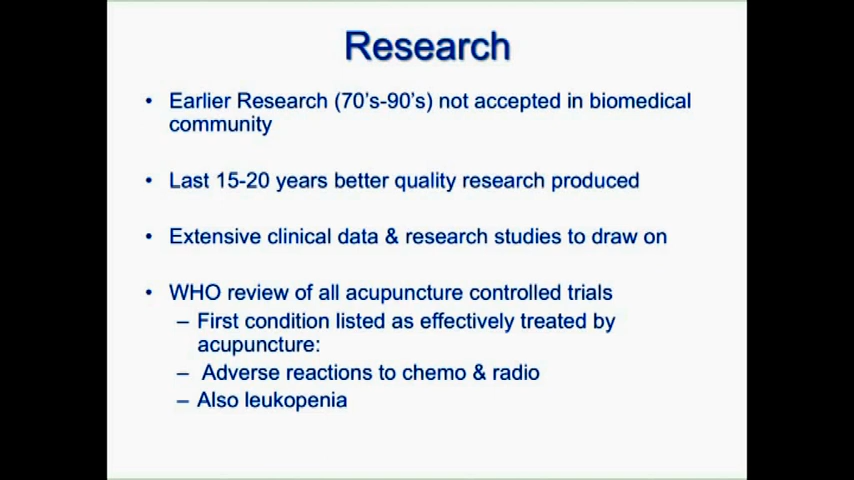 Research
• Earlier Research (70's-90's) not accepted in biomedical
community
• Last 15-20 years better quality research produced
• Extensive clinical data & research studies to draw on
• WHO review of all acupuncture controlled trials
– First condition listed as effectively treated by
acupuncture:
– Adverse reactions to chemo & radio
– Also leukopenia